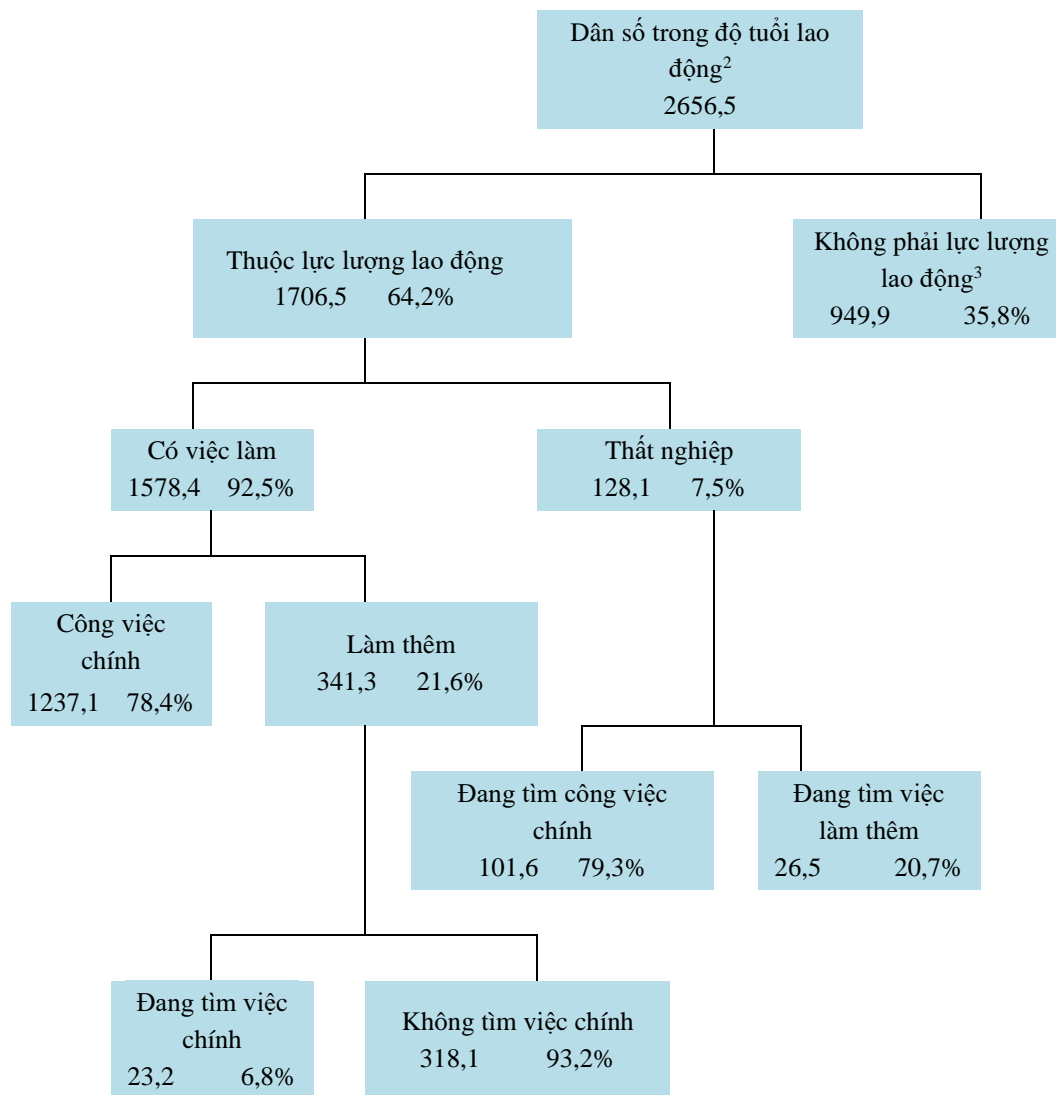 Dân số trong độ tuổi lao
động²
2656,5
Thuộc lực lượng lao động
1706,5 64,2%
Không phải lực lượng
lao động³
949,9 35,8%
Có việc làm
1578,4 92,5%
Thất nghiệp
128,1 7,5%
Công việc
chính
1237,1 78,4%
Làm thêm
341,3 21,6%
Đang tìm công việc
chính
101,6 79,3%
Đang tìm việc
làm thêm
26,5 20,7%
Đang tìm việc
chính
23,2 6,8%
Không tìm việc chính
318,1 93,2%